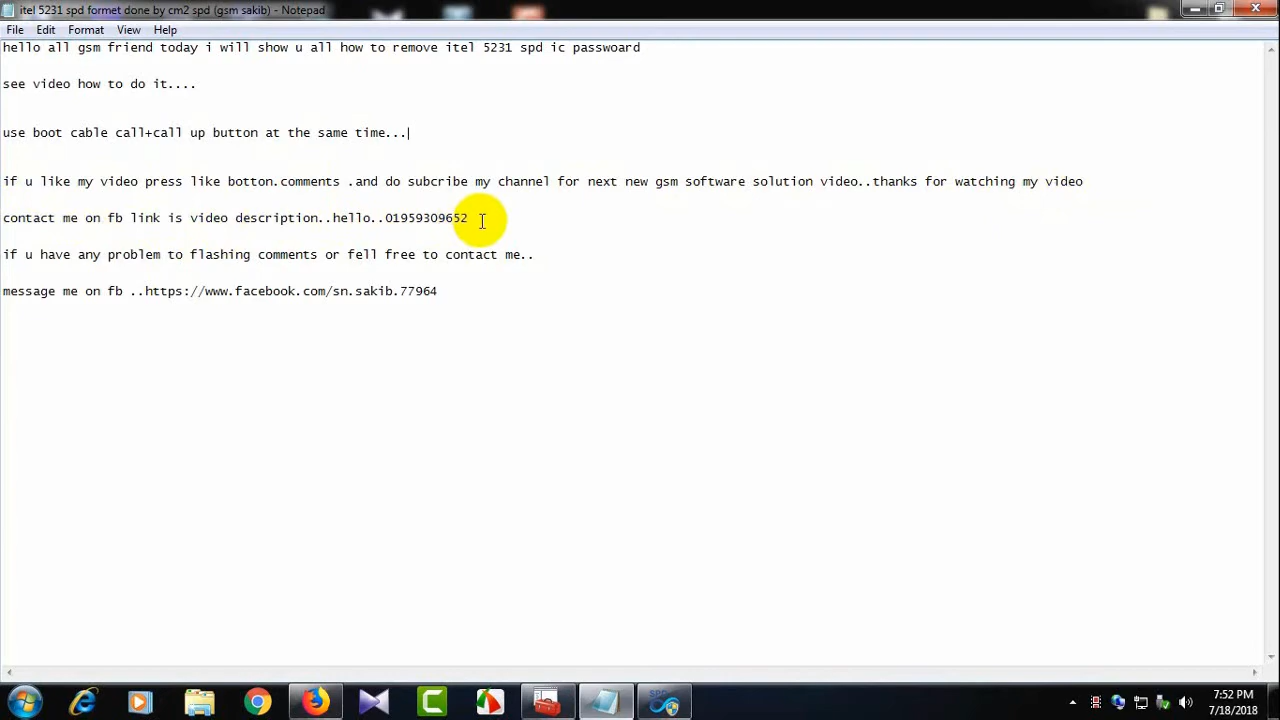 itel 5231 spd formet done by cm2 spd (gsm sakib) - Notepad
File Edit Format View Help
hello all gsm friend today i will show u all how to remove itel 5231 spd ic passwoard
see video how to do it....
use boot cable call+call up button at the same time...
if u like my video press like botton.comments .and do subcribe my channel for next new gsm software solution video..thanks for watching my video
contact me on fb link is video description..hello..01959309652
if u have any problem to flashing comments or fell free to contact me..
message me on fb ..https://www.facebook.com/sn.sakib.77964
7:52 PM
7/18/2018